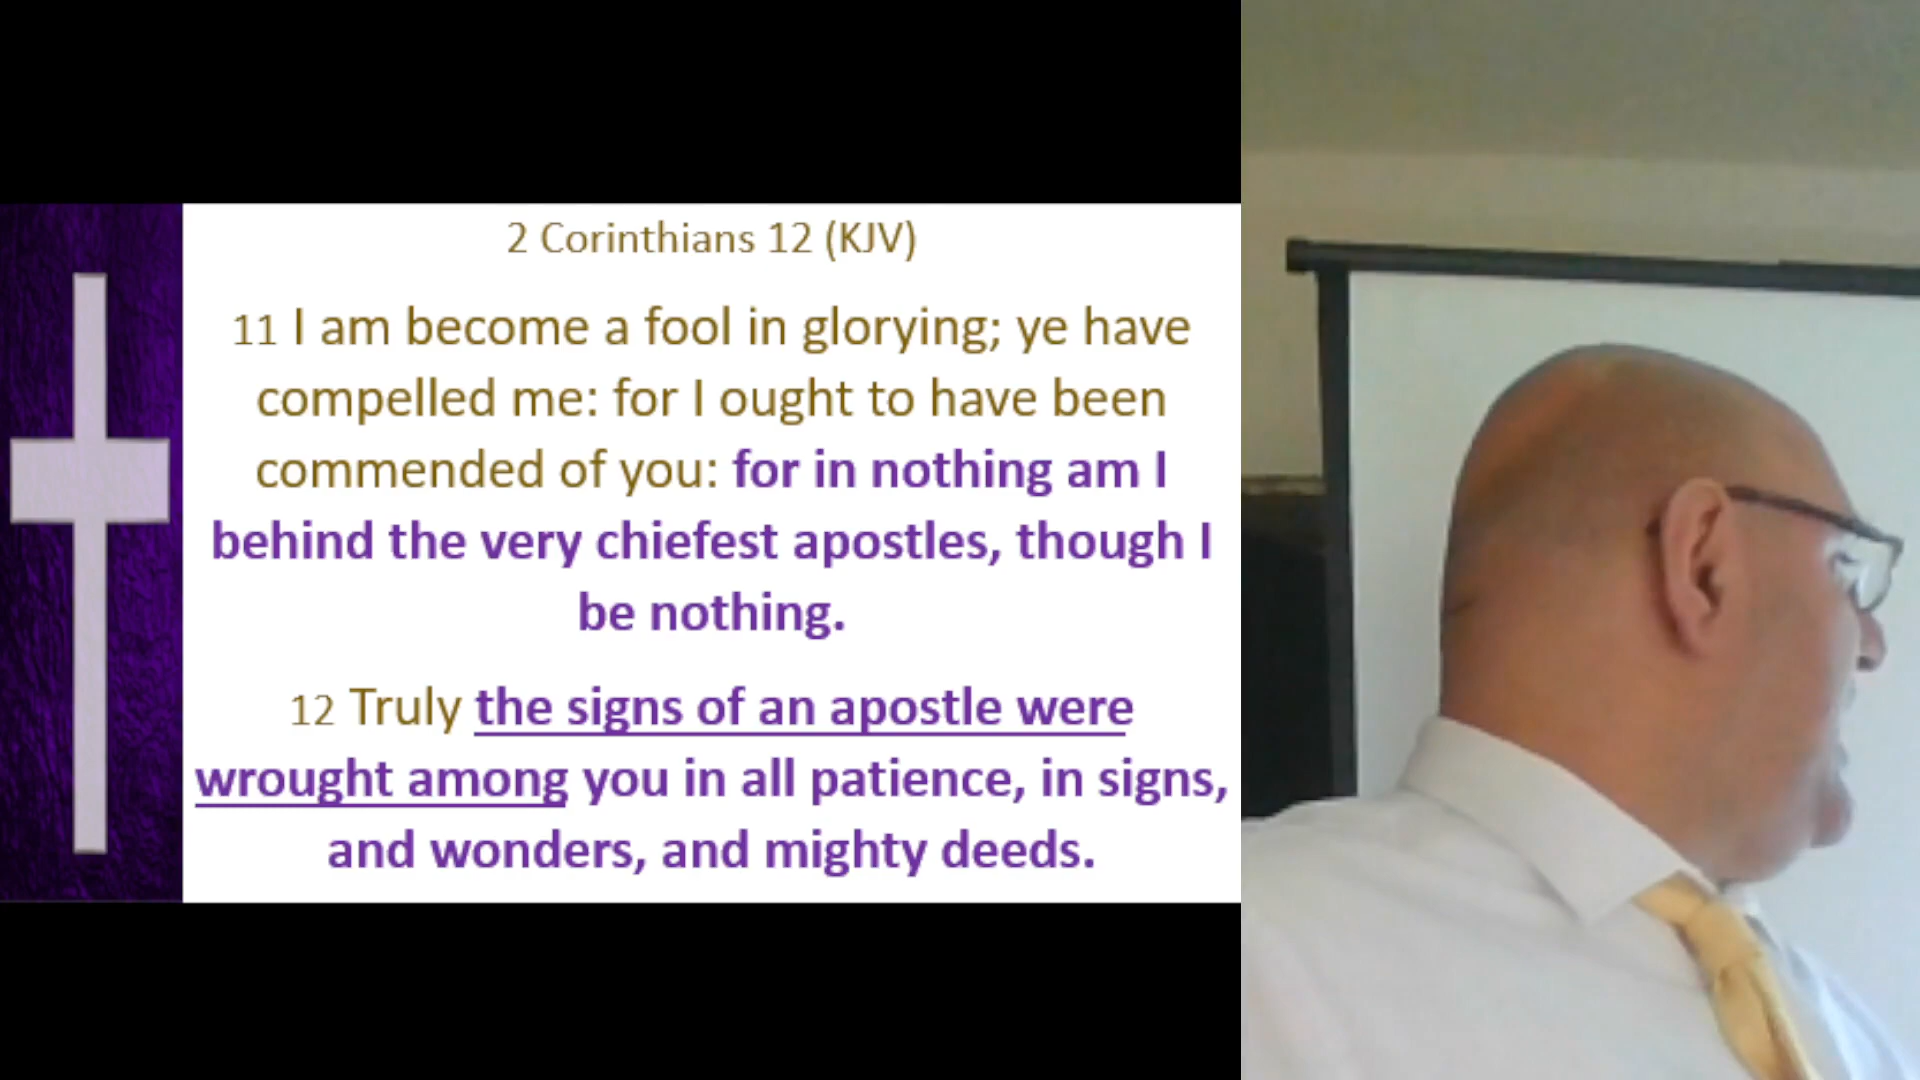 2 Corinthians 12 (KJV)
11 I am become a fool in glorying; ye have
compelled me: for I ought to have been
commended of you: for in nothing am I
behind the very chiefest apostles, though I
be nothing.
12 Truly the signs of an apostle were
wrought among you in all patience, in signs,
and wonders, and mighty deeds.